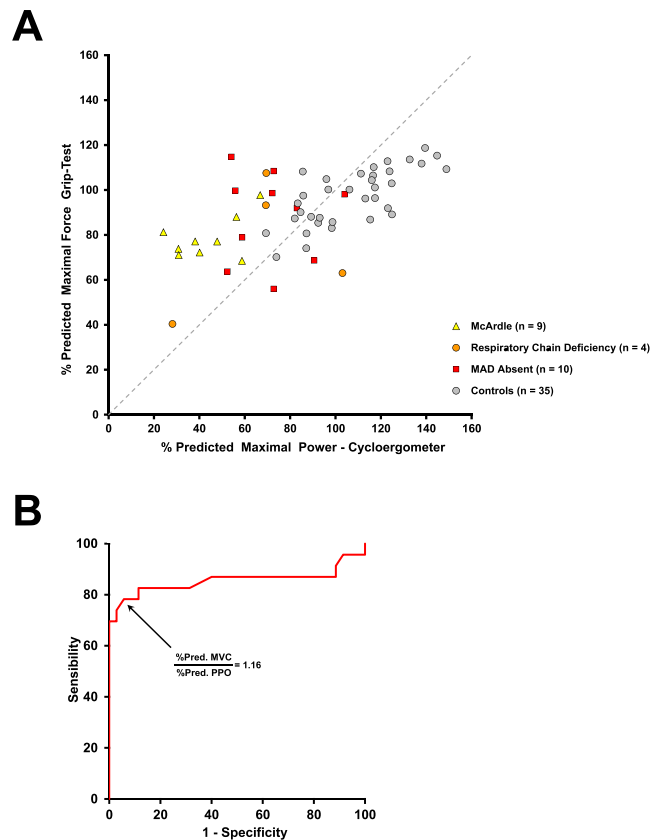 A
160
140
120
100
80
60
40
20
0
% Predicted Maximal Force Grip-Test
McArdle (n = 9)
Respiratory Chain Deficiency (n = 4)
MAD Absent (n = 10)
Controls (n = 35)
0 20 40 60 80 100 120 140 160
% Predicted Maximal Power - Cycloergometer
B
100
80
60
40
20
0
Sensibility
%Pred. MVC
%Pred. PPO
= 1.16
0 20 40 60 80 100
1 - Specificity